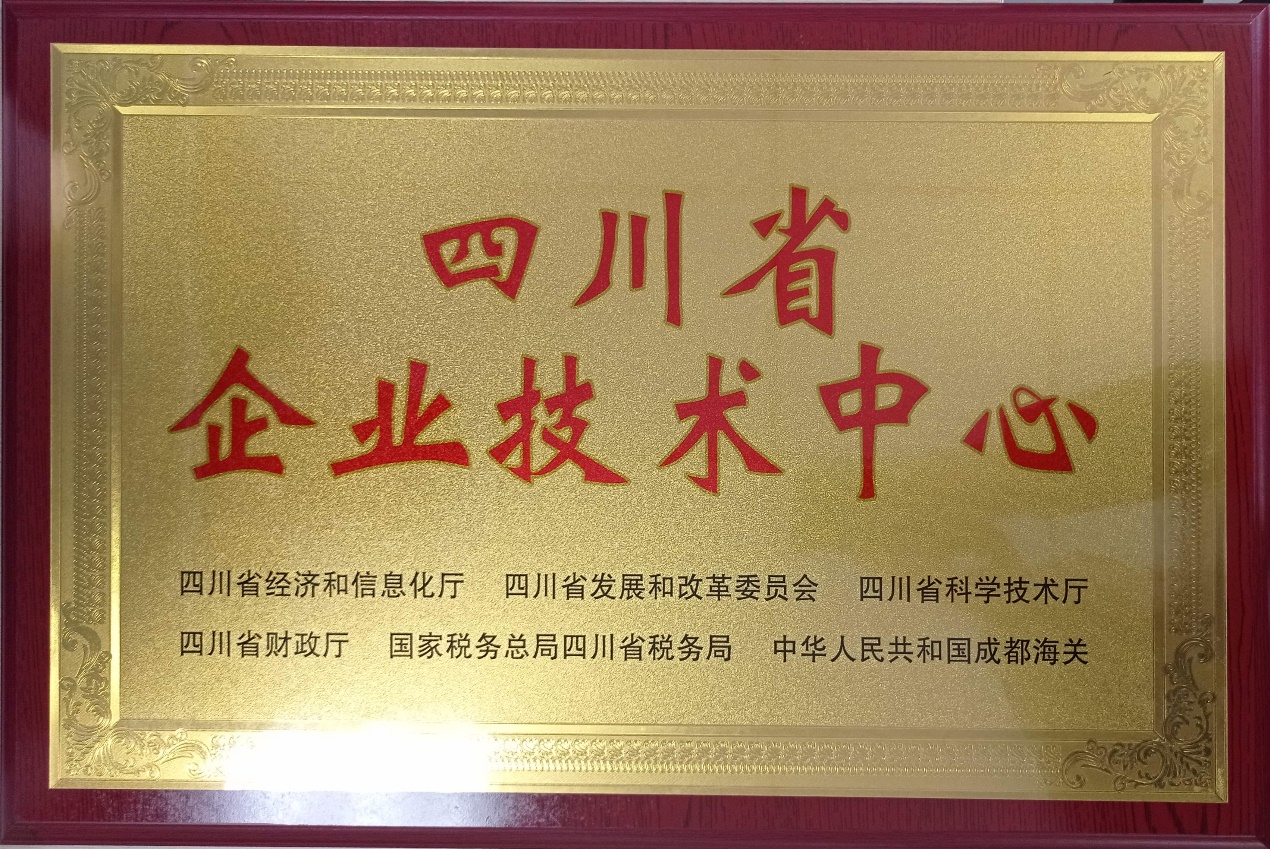 四川省
企业技术中心
四川省经济和信息化厅 四川省发展和改革委员会 四川省科学技术厅
四川省财政厅 国家税务总局四川省税务局 中华人民共和国成都海关